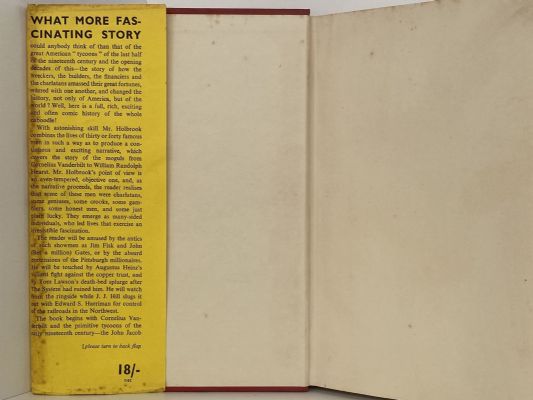 WHAT MORE FAS-
CINATING STORY
could anybody think of than that of the
great American "tycoons" of the last half
of the nineteenth century and the opening
decades of this—the story of how the
wreckers, the builders, the financiers and
the charlatans amassed their great fortunes,
warred with one another, and changed the
history, not only of America, but of the
world? Well, here is a full, rich, exciting
and often comic history of the whole
caboodle!
With astonishing skill Mr. Holbrook
combines the lives of thirty or forty famous
men in such a way as to produce a con-
tinuous and exciting narrative, which
covers the story of the moguls from
Cornelius Vanderbilt to William Randolph
Hearst. Mr. Holbrook's point of view is
an even-tempered, objective one, and, as
the narrative proceeds, the reader realises
that some of these men were charlatans,
some geniuses, some crooks, some gam-
blers, some honest men, and some just
plain lucky. They emerge as many-sided
individuals, who led lives that exercise an
irresistible fascination.
The reader will be amused by the antics
of such showmen as Jim Fisk and John
(Bet a million) Gates, or by the absurd
pretensions of the Pittsburgh millionaires.
He will be touched by Augustus Heinz's
valiant fight against the copper trust, and
by Tom Lawson's death-bed splurge after
The System had ruined him. He will watch
from the ringside while J. J. Hill slugs it
out with Edward S. Harriman for control
of the railroads in the Northwest.
The book begins with Cornelius Van-
derbilt and the primitive tycoons of the
early nineteenth century—the John Jacob
[please turn to back flap
18/-
net